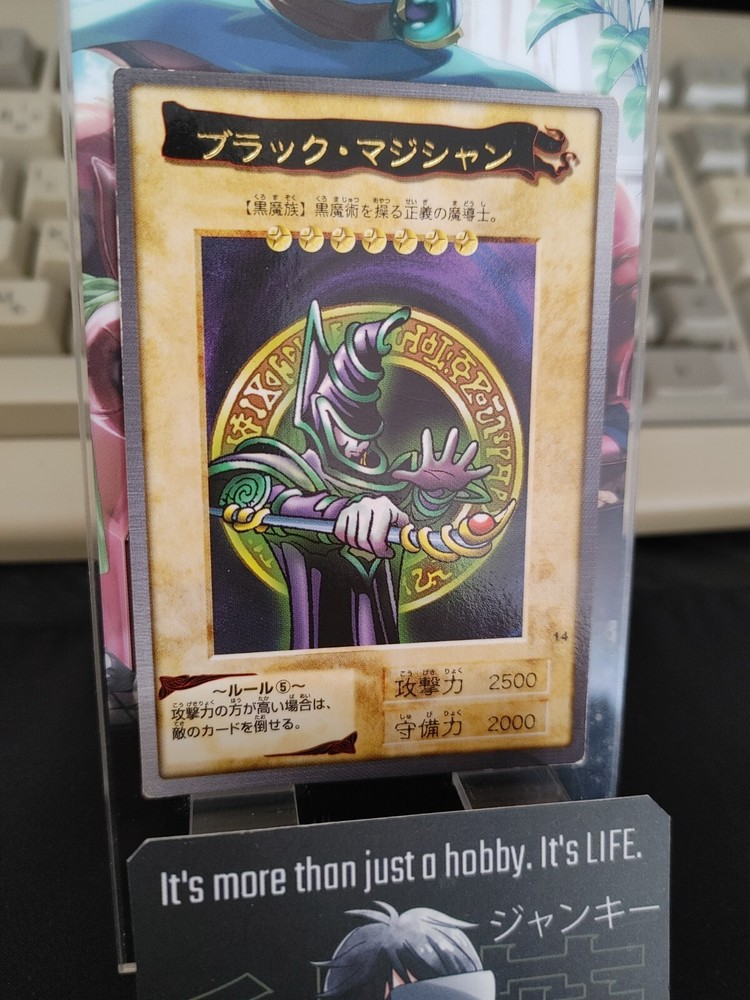 ブラック・マジシャン
【黒魔族】黒魔術を操る正義の魔導士。
14
〜ルール⑤〜
攻撃力の方が高い場合は、
敵のカードを倒せる。
攻撃力 2500
守備力 2000
It's more than just a hobby. It's LIFE.
ジャンキー